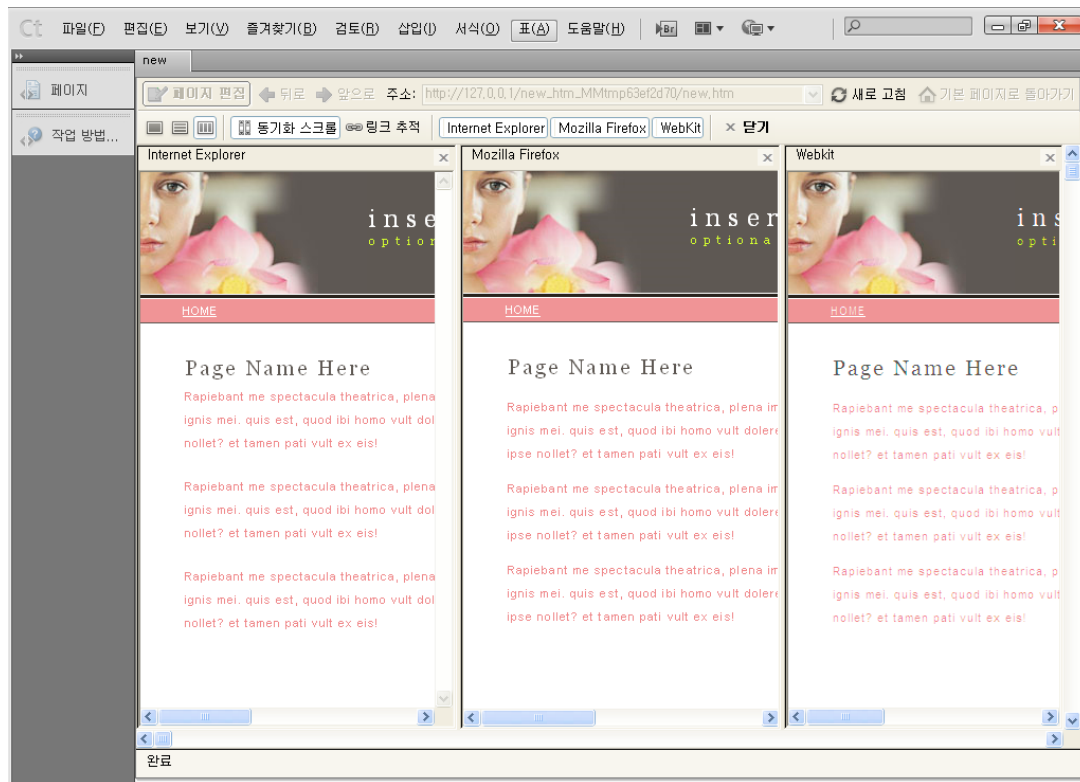 Ct 파일(F) 편집(E) 보기(V) 즐겨찾기(B) 검토(R) 삽입(I) 서식(O) 표(A) 도움말(H) Br
new
페이지
작업 방법...
페이지 편집 뒤로 앞으로 주소: http://127.0.0.1/new_htm_MMtmp63ef2d70/new.htm 새로 고침 기본 페이지로 돌아가기
동기화 스크롤 링크 추적 Internet Explorer Mozilla Firefox WebKit × 닫기
Internet Explorer
inse
option
HOME
Page Name Here
Rapiebant me spectacula theatrica, plena
ignis mei. quis est, quod ibi homo vult dol
nollet? et tamen pati vult ex eis!
Rapiebant me spectacula theatrica, plena
ignis mei. quis est, quod ibi homo vult dol
nollet? et tamen pati vult ex eis!
Rapiebant me spectacula theatrica, plena
ignis mei. quis est, quod ibi homo vult dol
nollet? et tamen pati vult ex eis!
Mozilla Firefox
inser
optiona
HOME
Page Name Here
Rapiebant me spectacula theatrica, plena im
ignis mei. quis est, quod ibi homo vult dolere
ipse nollet? et tamen pati vult ex eis!
Rapiebant me spectacula theatrica, plena im
ignis mei. quis est, quod ibi homo vult dolere
ipse nollet? et tamen pati vult ex eis!
Rapiebant me spectacula theatrica, plena im
ignis mei. quis est, quod ibi homo vult dolere
ipse nollet? et tamen pati vult ex eis!
Webkit
ins
opti
HOME
Page Name Here
Rapiebant me spectacula theatrica, p
ignis mei. quis est, quod ibi homo vult
nollet? et tamen pati vult ex eis!
Rapiebant me spectacula theatrica, p
ignis mei. quis est, quod ibi homo vult
nollet? et tamen pati vult ex eis!
Rapiebant me spectacula theatrica, p
ignis mei. quis est, quod ibi homo vult
nollet? et tamen pati vult ex eis!
완료